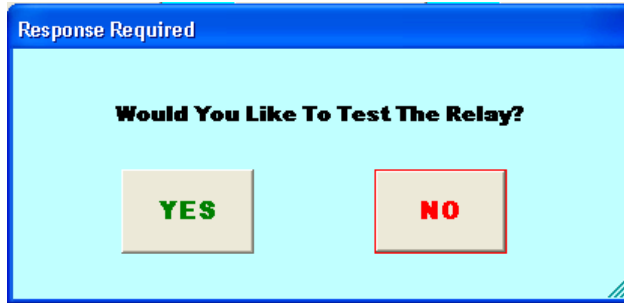 Response Required
Would You Like To Test The Relay?
YES
NO